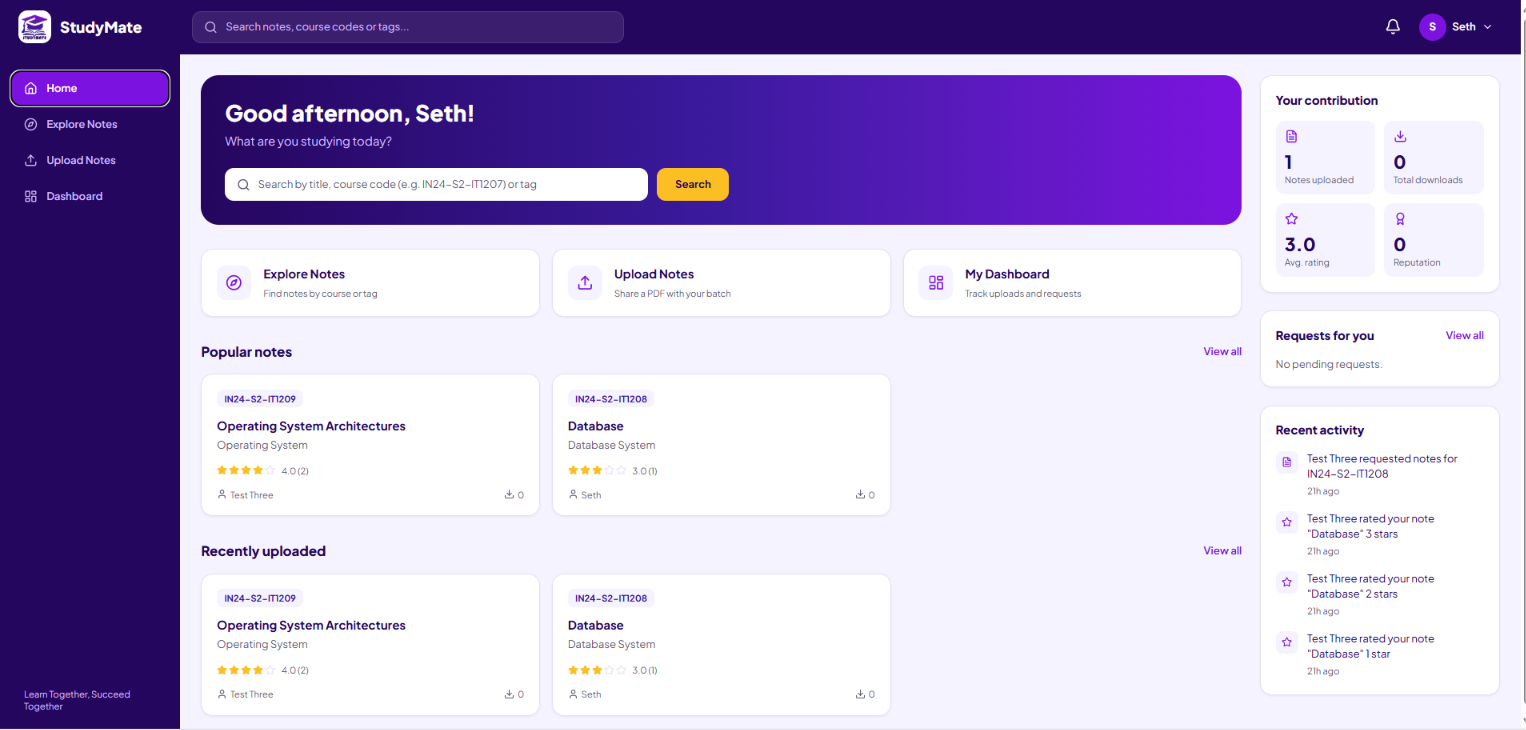 StudyMate
Search notes, course codes or tags...
S
Seth
Home
Explore Notes
Upload Notes
Dashboard
Learn Together, Succeed
Together
Good afternoon, Seth!
What are you studying today?
Search by title, course code (e.g. IN24-S2-IT1207) or tag
Search
Explore Notes
Find notes by course or tag
Upload Notes
Share a PDF with your batch
My Dashboard
Track uploads and requests
Popular notes
View all
IN24-S2-IT1209
Operating System Architectures
Operating System
4.0 (2)
Test Three
0
IN24-S2-IT1208
Database
Database System
3.0 (1)
Seth
0
Recently uploaded
View all
IN24-S2-IT1209
Operating System Architectures
Operating System
4.0 (2)
Test Three
0
IN24-S2-IT1208
Database
Database System
3.0 (1)
Seth
0
Your contribution
1
Notes uploaded
0
Total downloads
3.0
Avg. rating
0
Reputation
Requests for you
View all
No pending requests.
Recent activity
Test Three requested notes for
IN24-S2-IT1208
21h ago
Test Three rated your note
"Database" 3 stars
21h ago
Test Three rated your note
"Database" 2 stars
21h ago
Test Three rated your note
"Database" 1 star
21h ago